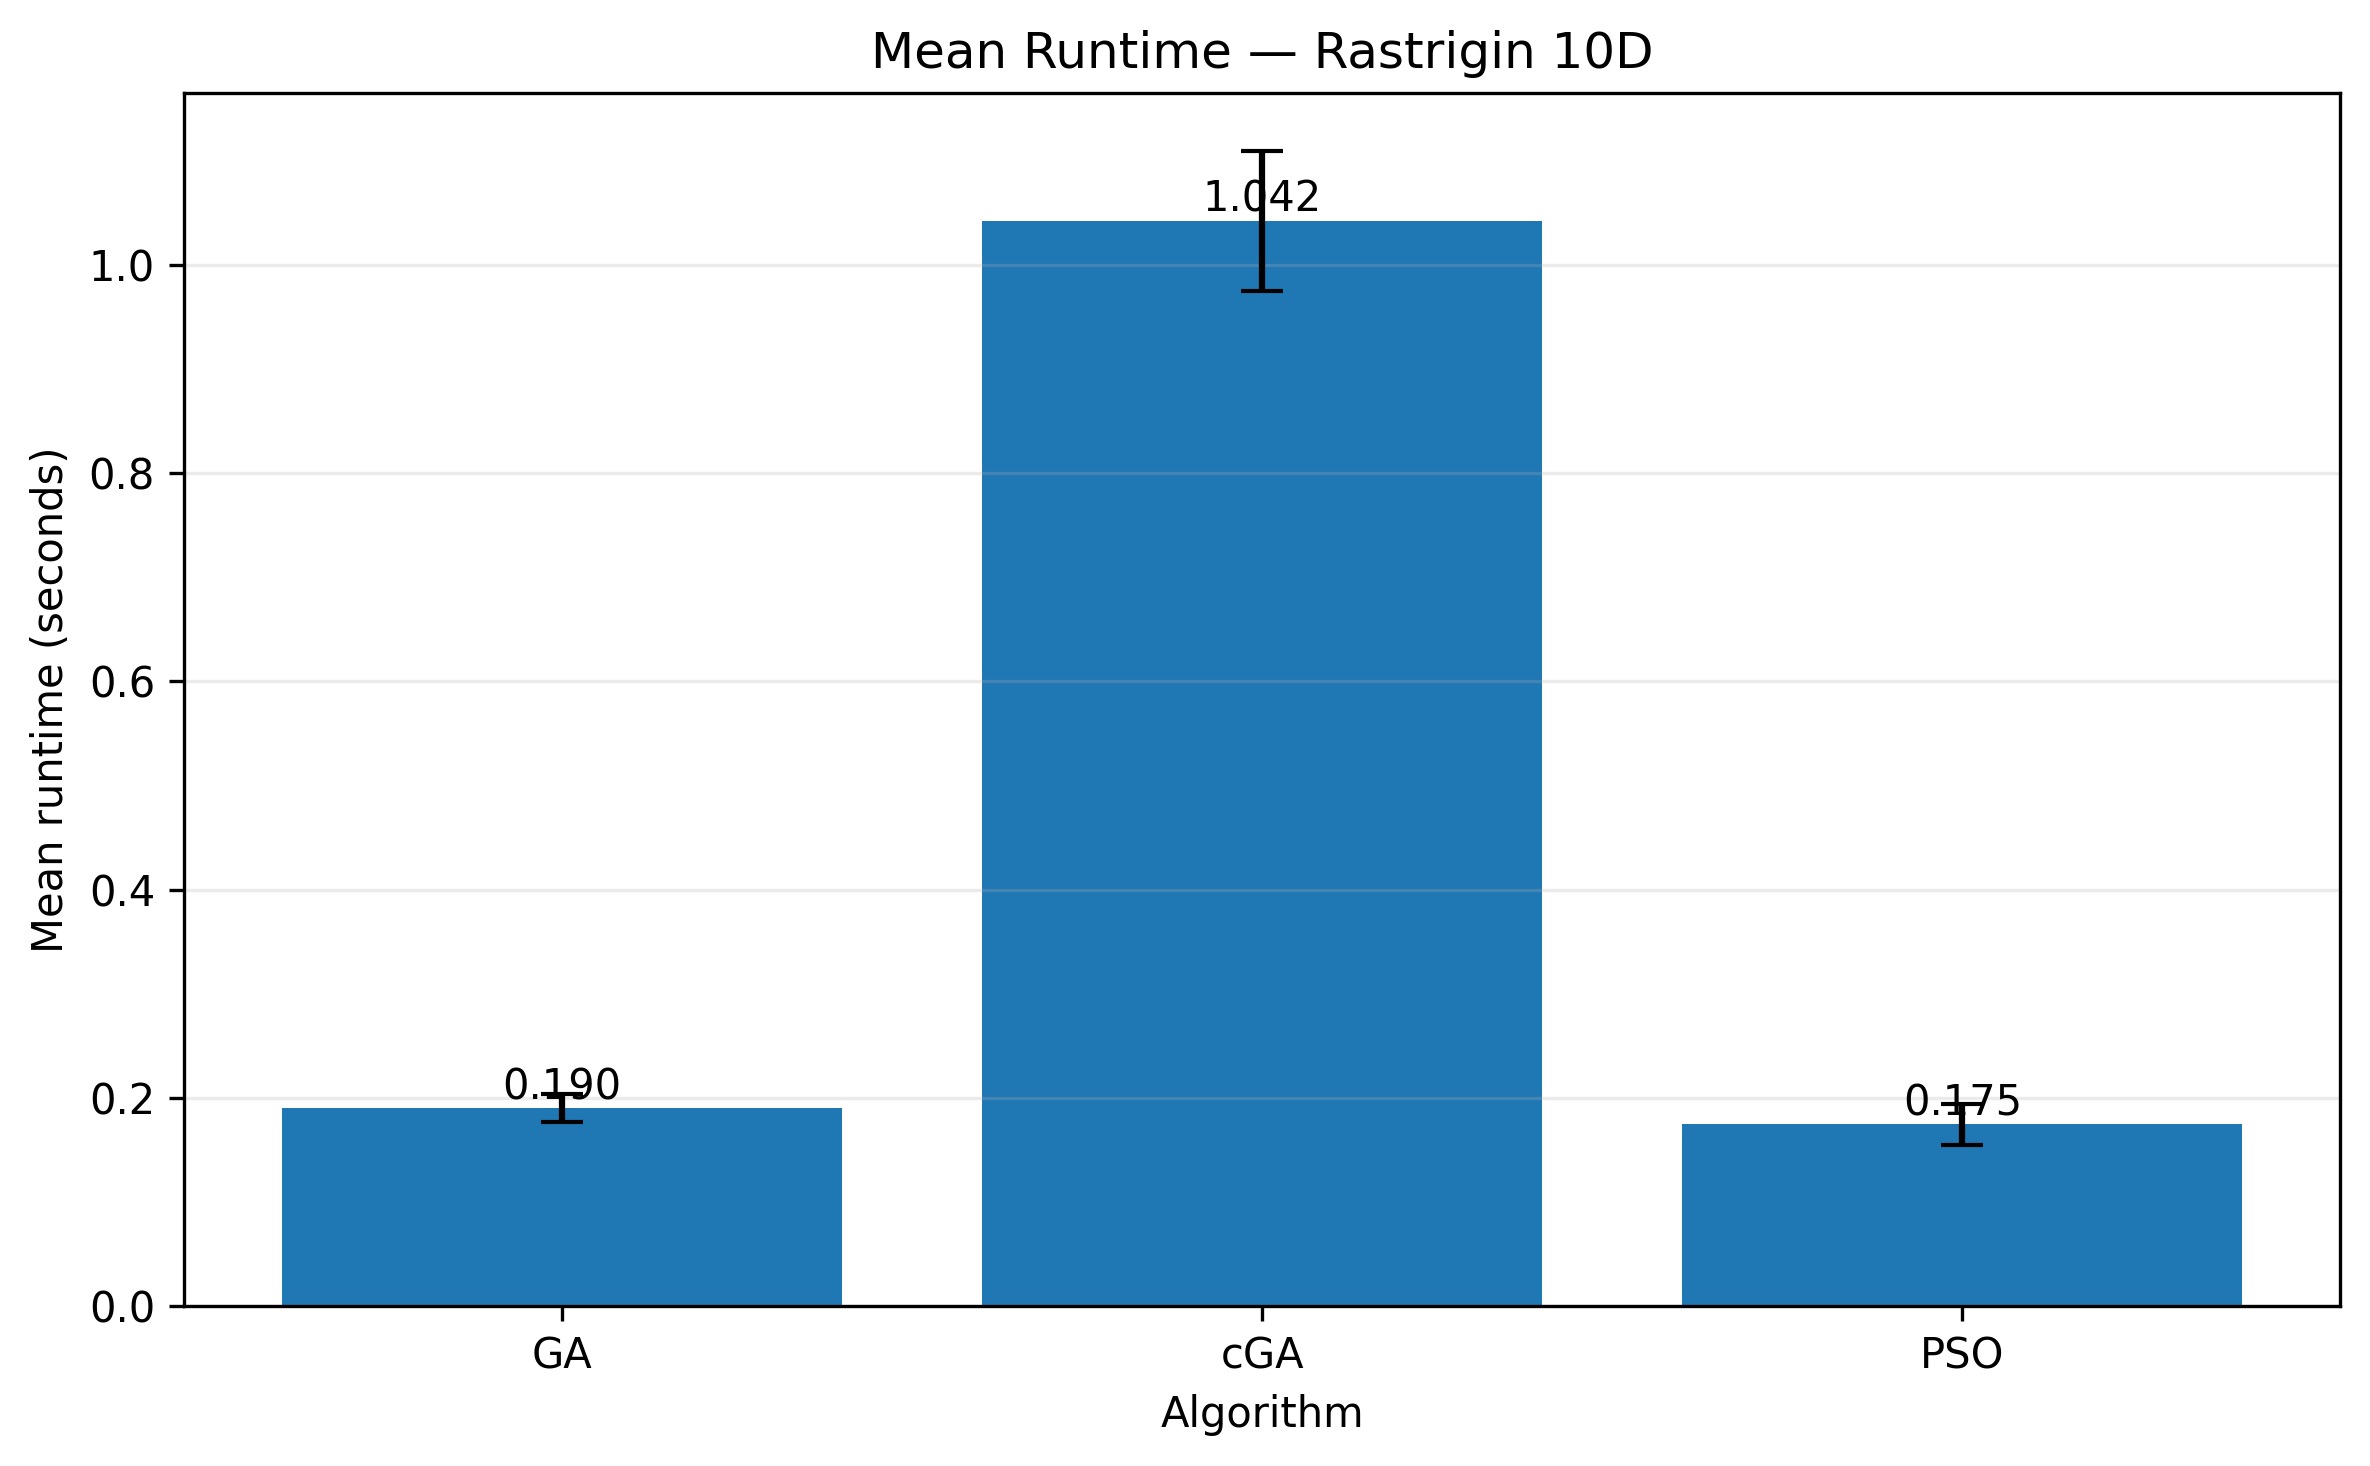 Mean Runtime — Rastrigin 10D
Mean runtime (seconds)
1.0
0.8
0.6
0.4
0.2
0.0
0.190
1.042
0.175
GA
cGA
PSO
Algorithm